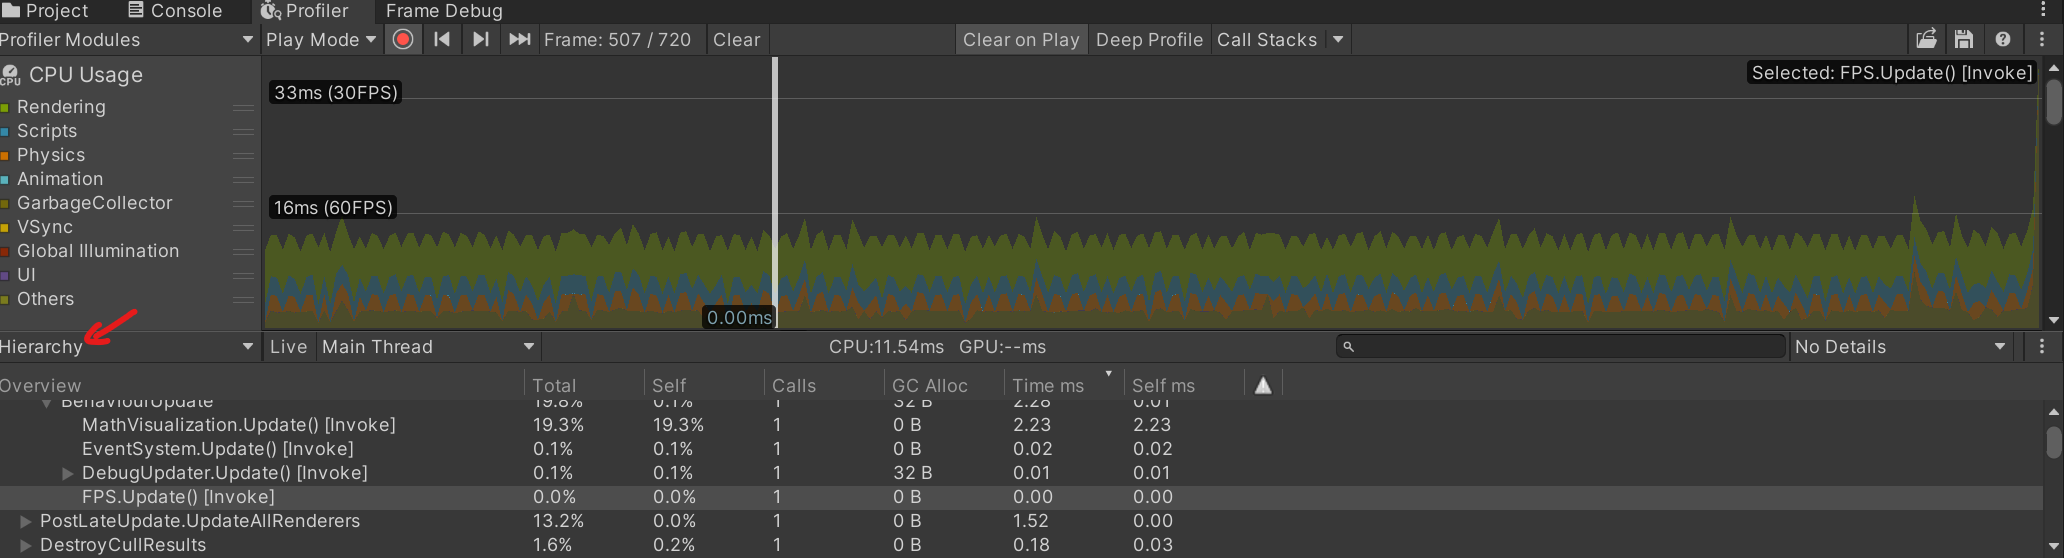 Project Console Profiler Frame Debug
Profiler Modules Play Mode Frame: 507 / 720 Clear Clear on Play Deep Profile Call Stacks
CPU CPU Usage
Selected: FPS.Update() [Invoke]
Rendering
Scripts
Physics
Animation
GarbageCollector
VSync
Global Illumination
UI
Others
33ms (30FPS)
16ms (60FPS)
0.00ms
Hierarchy Live Main Thread CPU:11.54ms GPU:--ms No Details
Overview Total Self Calls GC Alloc Time ms Self ms
BehaviourUpdate 19.8% 0.1% 1 32 B 2.28 0.01
MathVisualization.Update() [Invoke] 19.3% 19.3% 1 0 B 2.23 2.23
EventSystem.Update() [Invoke] 0.1% 0.1% 1 0 B 0.02 0.02
DebugUpdater.Update() [Invoke] 0.1% 0.1% 1 32 B 0.01 0.01
FPS.Update() [Invoke] 0.0% 0.0% 1 0 B 0.00 0.00
PostLateUpdate.UpdateAllRenderers 13.2% 0.0% 1 0 B 1.52 0.00
DestroyCullResults 1.6% 0.2% 1 0 B 0.18 0.03